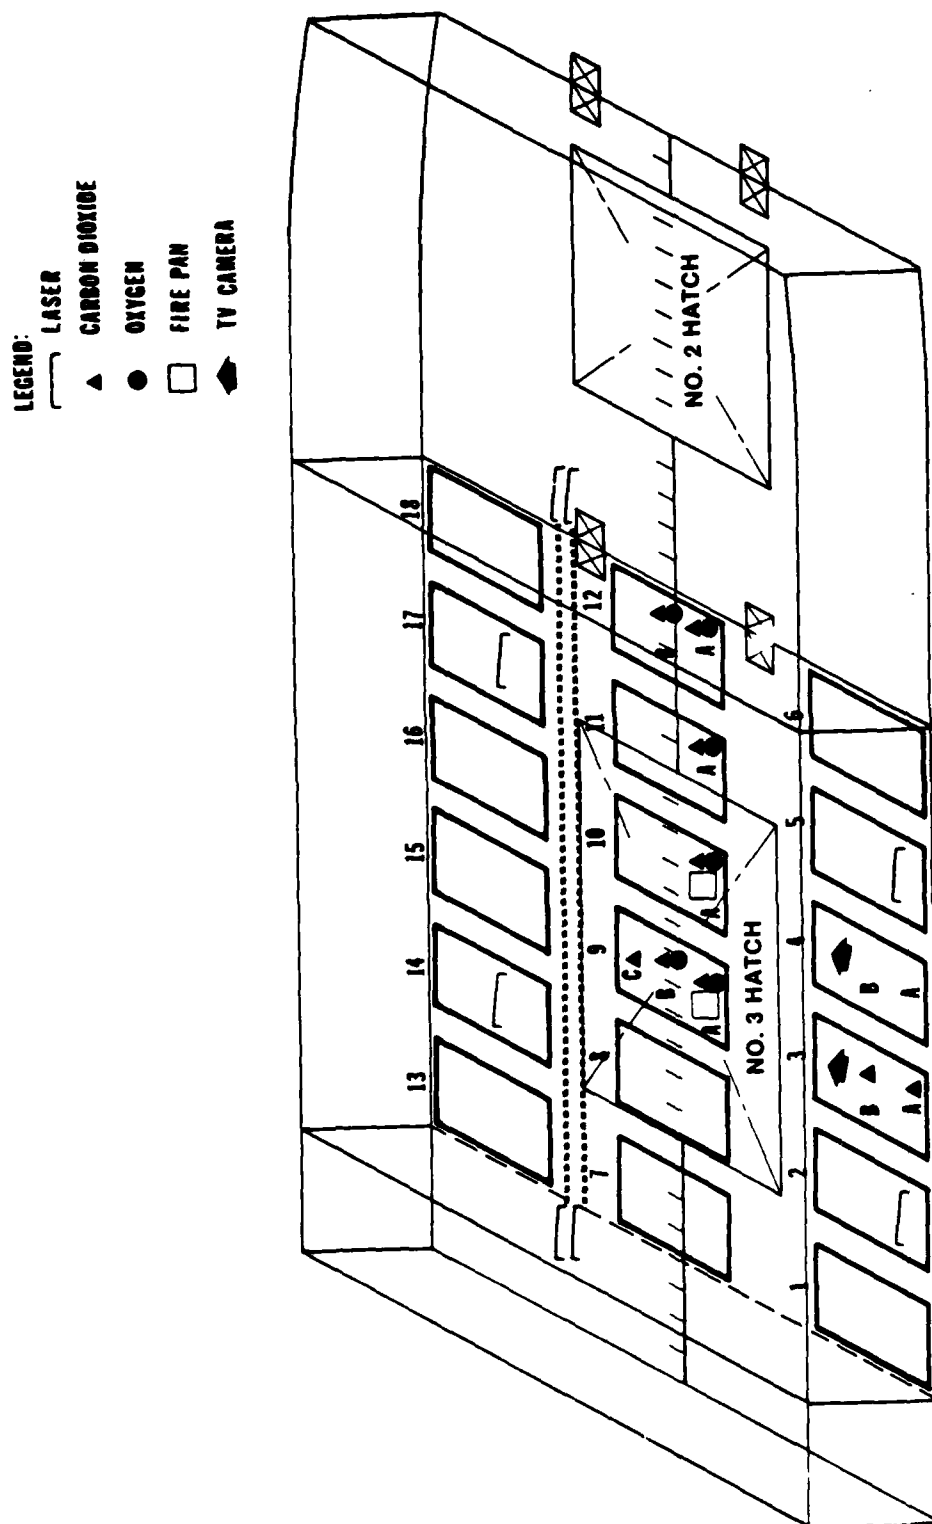 LEGEND:
LASER
CARBON DIOXIDE
OXYGEN
FIRE PAN
TV CAMERA
NO. 2 HATCH
NO. 3 HATCH
13 14 15 16 17 18
7 8 9 10 11 12
C
B
A A A A A
1 2 3 4 5 6
B B
A A